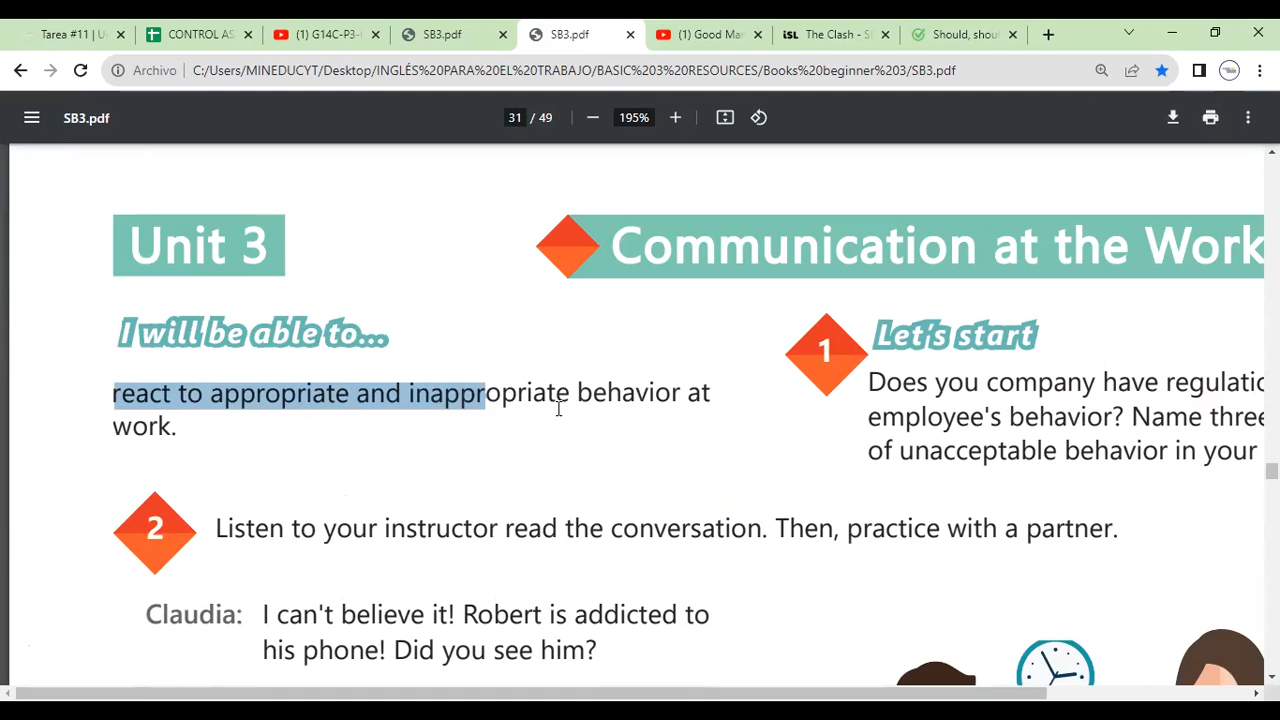 Tarea #11 | U
CONTROL AS
(1) G14C-P3-
SB3.pdf
SB3.pdf
(1) Good Mar
The Clash - S
Should, shou
Archivo
C:/Users/MINEDUCYT/Desktop/INGLÉS%20PARA%20EL%20TRABAJO/BASIC%203%20RESOURCES/Books%20beginner%203/SB3.pdf
SB3.pdf
31 / 49
195%
Unit 3
Communication at the Work
I will be able to...
react to appropriate and inappropriate behavior at
work.
1
Let's start
Does you company have regulatio
employee's behavior? Name three
of unacceptable behavior in your
2
Listen to your instructor read the conversation. Then, practice with a partner.
Claudia: I can't believe it! Robert is addicted to
his phone! Did you see him?